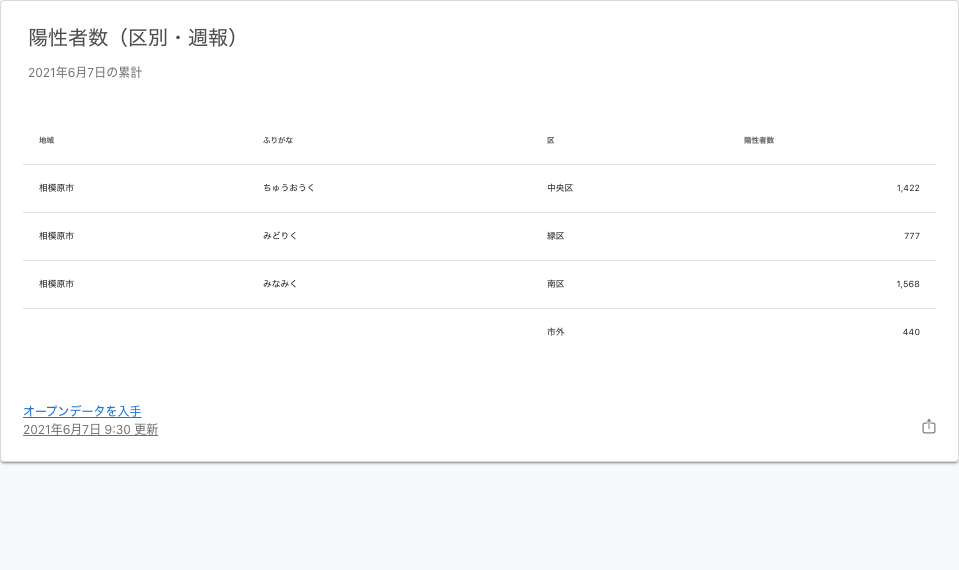 陽性者数（区別・週報）
2021年6月7日の累計
地域 ふりがな 区 陽性者数
相模原市 ちゅうおうく 中央区 1,422
相模原市 みどりく 緑区 777
相模原市 みなみく 南区 1,568
市外 440
オープンデータを入手
2021年6月7日 9:30 更新